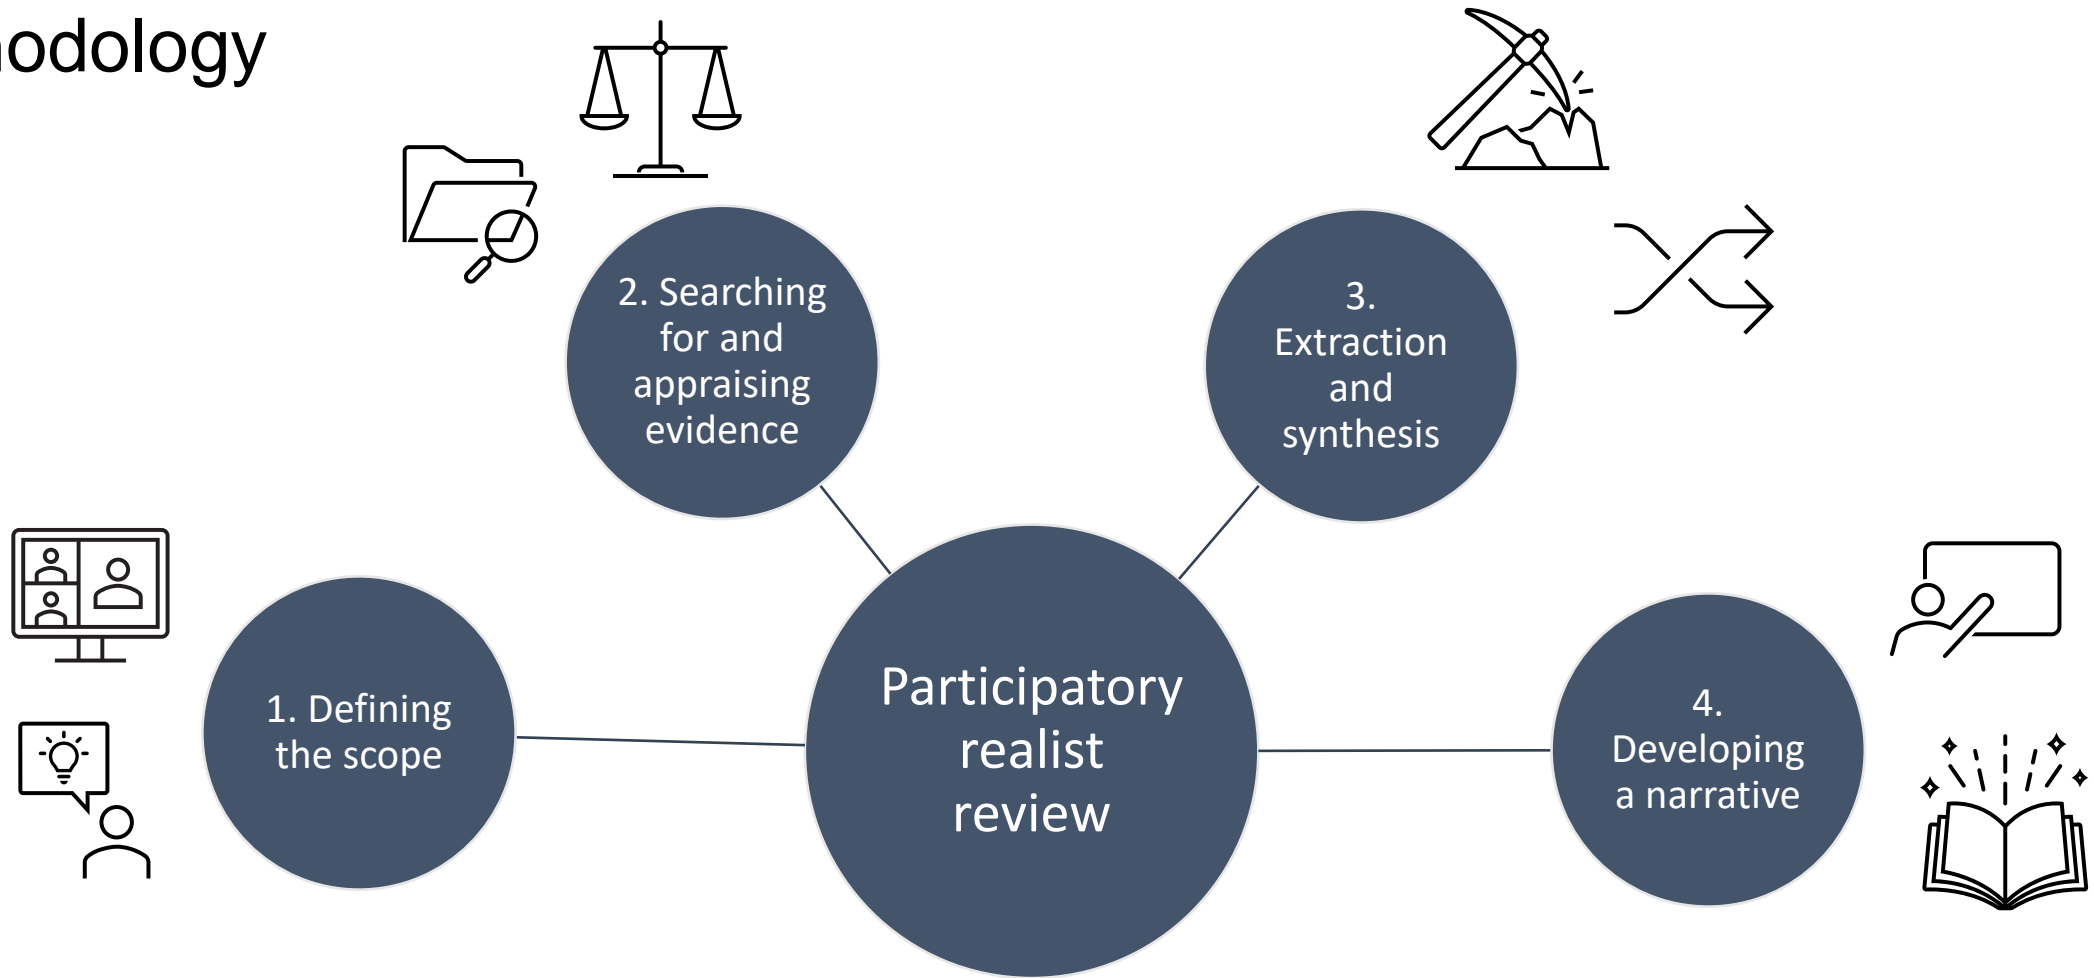 odology
1. Defining
the scope
2. Searching
for and
appraising
evidence
3.
Extraction
and
synthesis
4.
Developing
a narrative
Participatory
realist
review